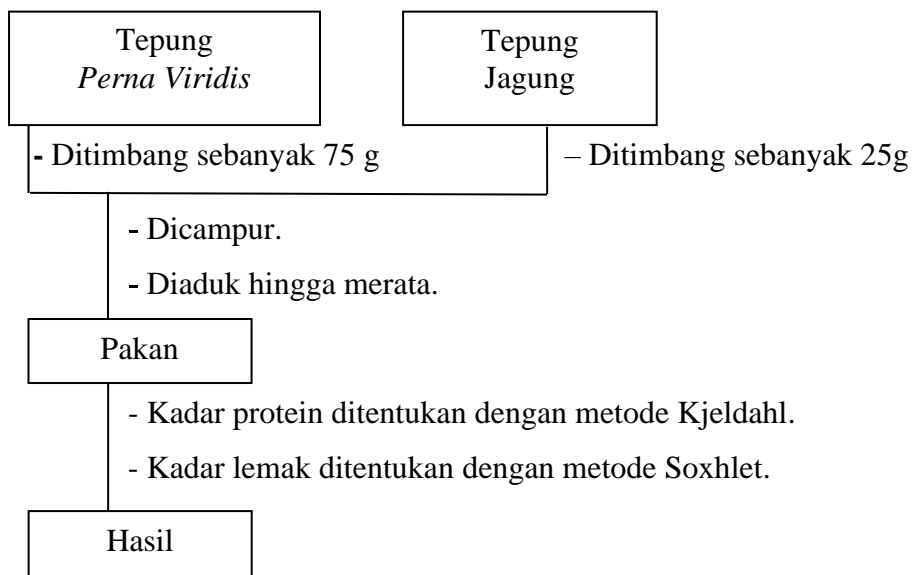 Tepung
Perna Viridis
Tepung
Jagung
- Ditimbang sebanyak 75 g
– Ditimbang sebanyak 25g
- Dicampur.
- Diaduk hingga merata.
Pakan
- Kadar protein ditentukan dengan metode Kjeldahl.
- Kadar lemak ditentukan dengan metode Soxhlet.
Hasil